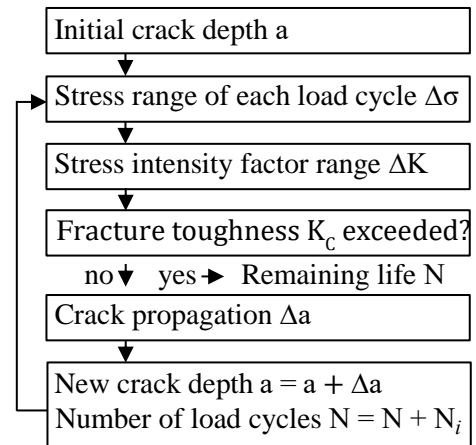 Initial crack depth a
Stress range of each load cycle Δσ
Stress intensity factor range ΔK
Fracture toughness K_C exceeded?
no yes Remaining life N
Crack propagation Δa
New crack depth a = a + Δa
Number of load cycles N = N + N_i